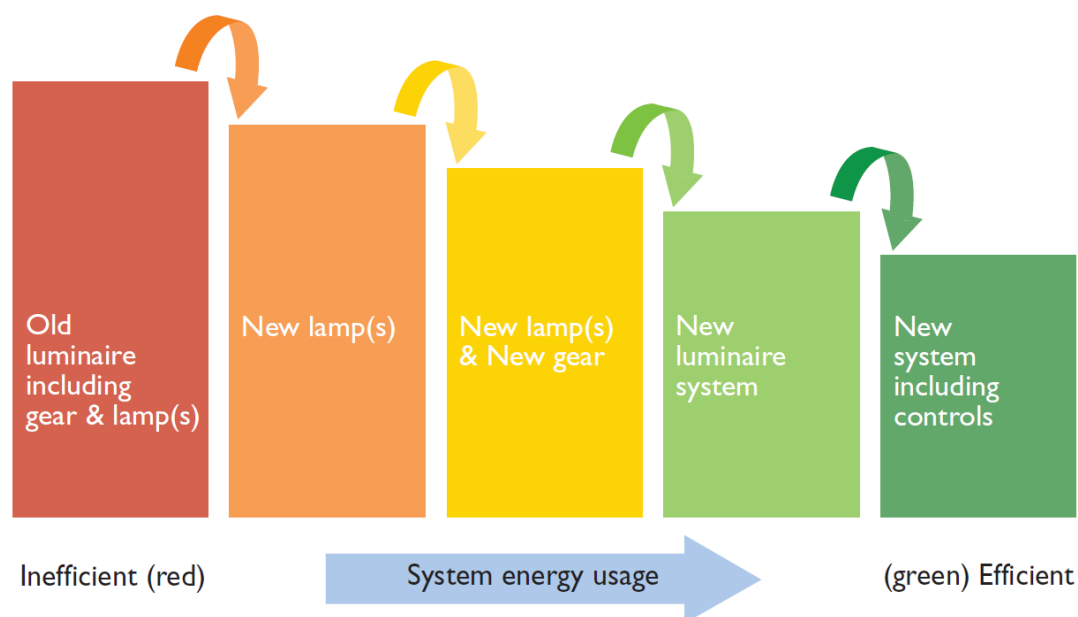 Old
luminaire
including
gear & lamp(s)
New lamp(s)
New lamp(s)
& New gear
New
luminaire
system
New
system
including
controls
Inefficient (red)
System energy usage
(green) Efficient